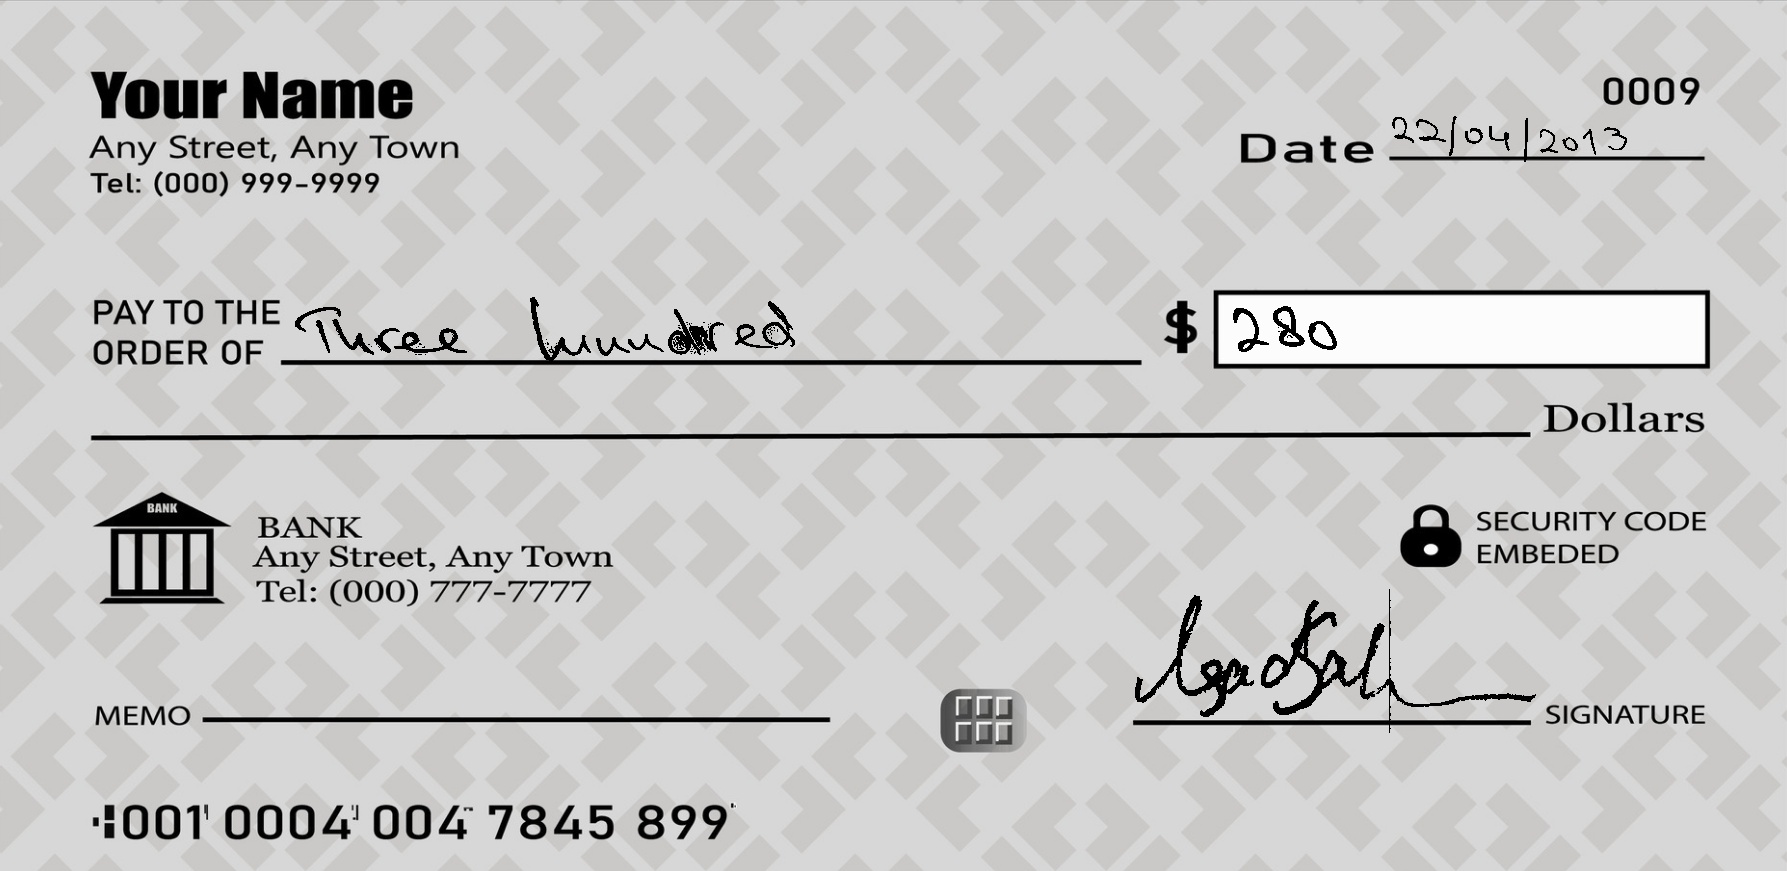 Your Name
0009
Any Street, Any Town
Date 22/04/2013
Tel: (000) 999-9999
PAY TO THE
ORDER OF Three hunndred $ 280
Dollars
BANK
BANK
Any Street, Any Town
Tel: (000) 777-7777
SECURITY CODE
EMBEDED
MEMO
SIGNATURE
001 0004 004 7845 899